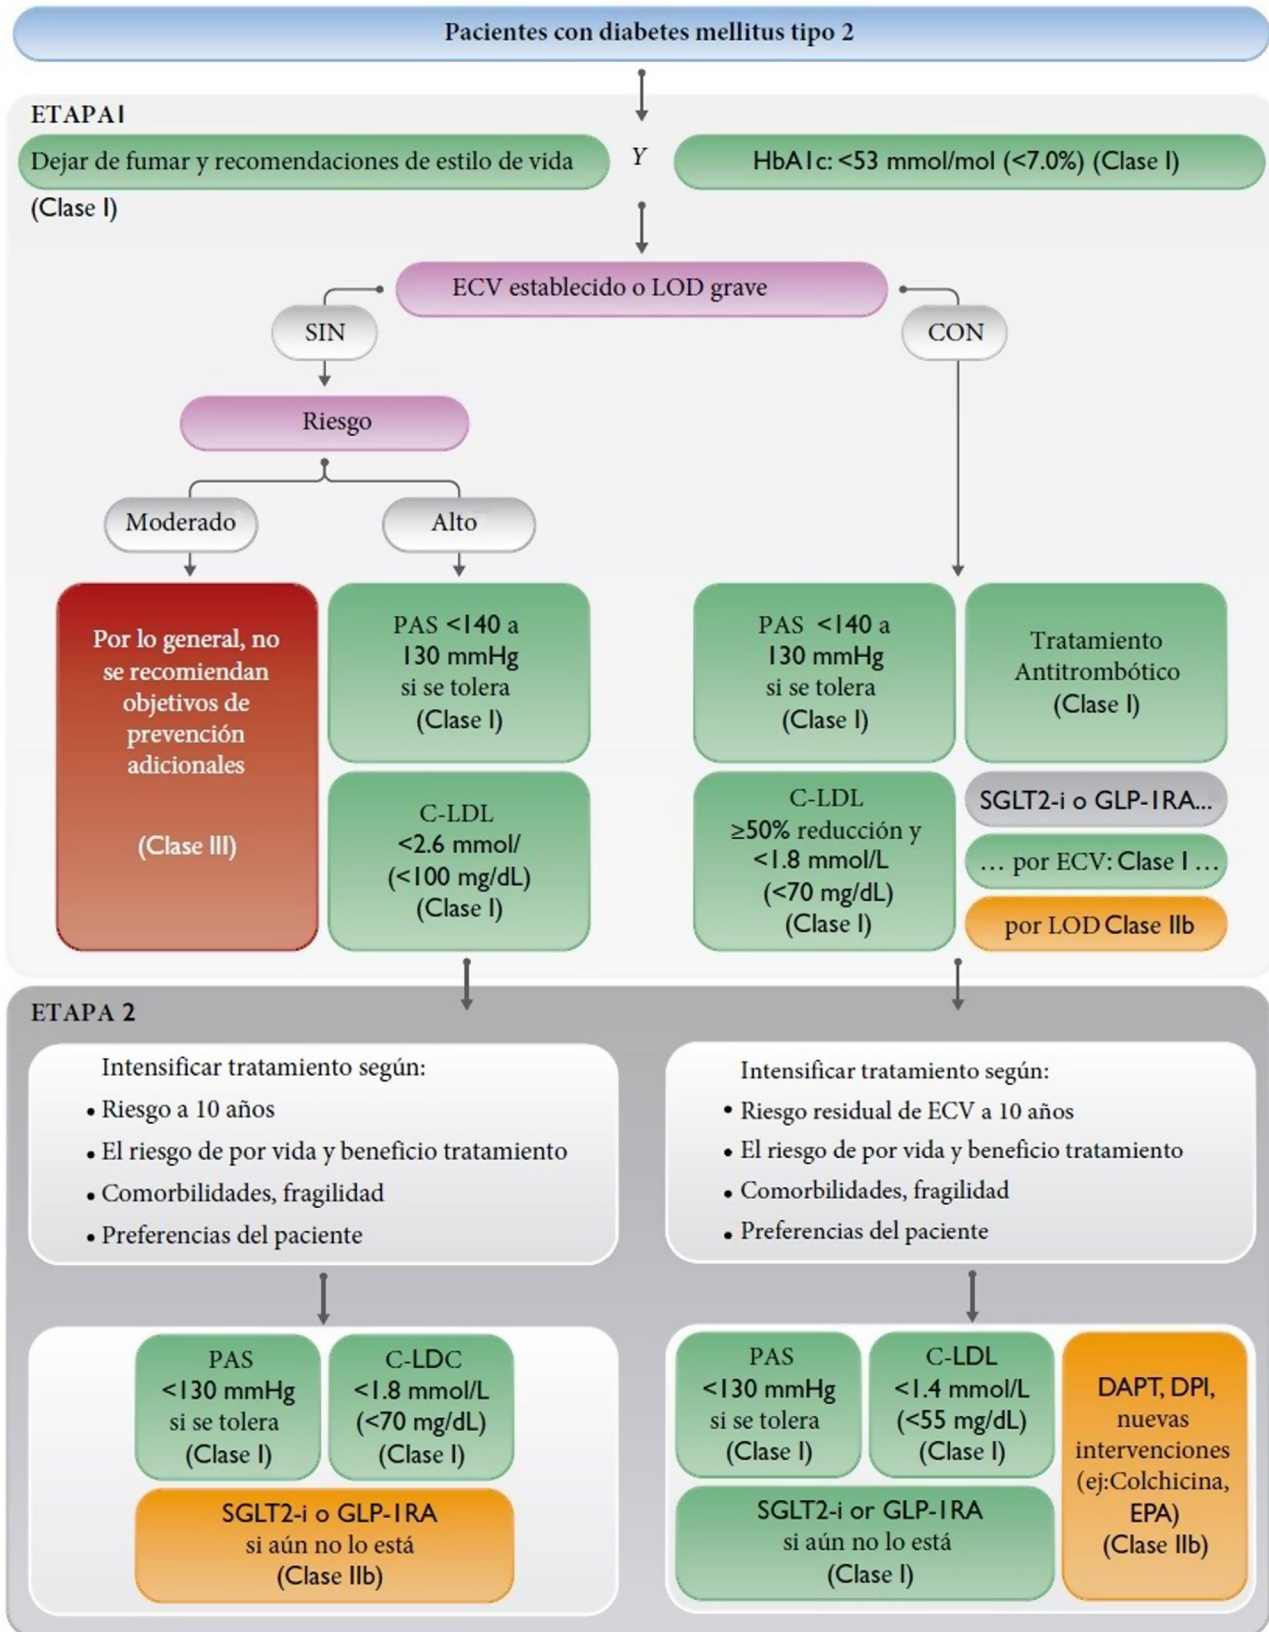 Pacientes con diabetes mellitus tipo 2
ETAPA1
Dejar de fumar y recomendaciones de estilo de vida
(Clase I)
Y
HbA1c: <53 mmol/mol (<7.0%) (Clase I)
ECV establecido o LOD grave
SIN
CON
Riesgo
Moderado
Alto
Por lo general, no
se recomiendan
objetivos de
prevención
adicionales
(Clase III)
PAS <140 a
130 mmHg
si se tolera
(Clase I)
C-LDL
<2.6 mmol/
(<100 mg/dL)
(Clase I)
PAS <140 a
130 mmHg
si se tolera
(Clase I)
C-LDL
≥50% reducción y
<1.8 mmol/L
(<70 mg/dL)
(Clase I)
Tratamiento
Antitrombótico
(Clase I)
SGLT2-i o GLP-1RA...
... por ECV: Clase I ...
por LOD Clase IIb
ETAPA 2
Intensificar tratamiento según:
• Riesgo a 10 años
• El riesgo de por vida y beneficio tratamiento
• Comorbilidades, fragilidad
• Preferencias del paciente
Intensificar tratamiento según:
• Riesgo residual de ECV a 10 años
• El riesgo de por vida y beneficio tratamiento
• Comorbilidades, fragilidad
• Preferencias del paciente
PAS
<130 mmHg
si se tolera
(Clase I)
C-LDC
<1.8 mmol/L
(<70 mg/dL)
(Clase I)
SGLT2-i o GLP-1RA
si aún no lo está
(Clase IIb)
PAS
<130 mmHg
si se tolera
(Clase I)
C-LDL
<1.4 mmol/L
(<55 mg/dL)
(Clase I)
SGLT2-i or GLP-1RA
si aún no lo está
(Clase I)
DAPT, DPI,
nuevas
intervenciones
(ej:Colchicina,
EPA)
(Clase IIb)